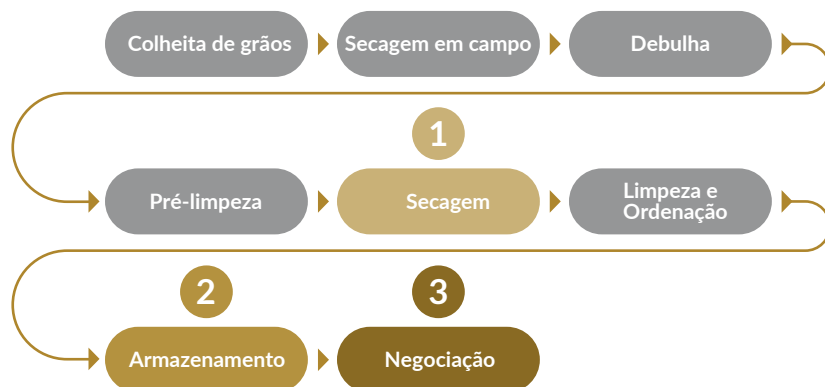 Colheita de grãos
Secagem em campo
Debulha
1
Pré-limpeza
Secagem
Limpeza e
Ordenação
2
3
Armazenamento
Negociação